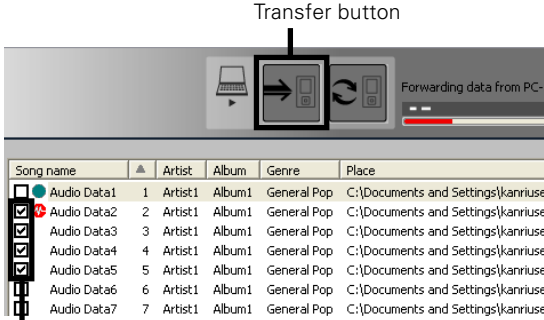 Transfer button
Forwarding data from PC-
Song name Artist Album Genre Place
Audio Data1 1 Artist1 Album1 General Pop C:\Documents and Settings\kanriuse
Audio Data2 2 Artist1 Album1 General Pop C:\Documents and Settings\kanriuse
Audio Data3 3 Artist1 Album1 General Pop C:\Documents and Settings\kanriuse
Audio Data4 4 Artist1 Album1 General Pop C:\Documents and Settings\kanriuse
Audio Data5 5 Artist1 Album1 General Pop C:\Documents and Settings\kanriuse
Audio Data6 6 Artist1 Album1 General Pop C:\Documents and Settings\kanriuse
Audio Data7 7 Artist1 Album1 General Pop C:\Documents and Settings\kanriuse